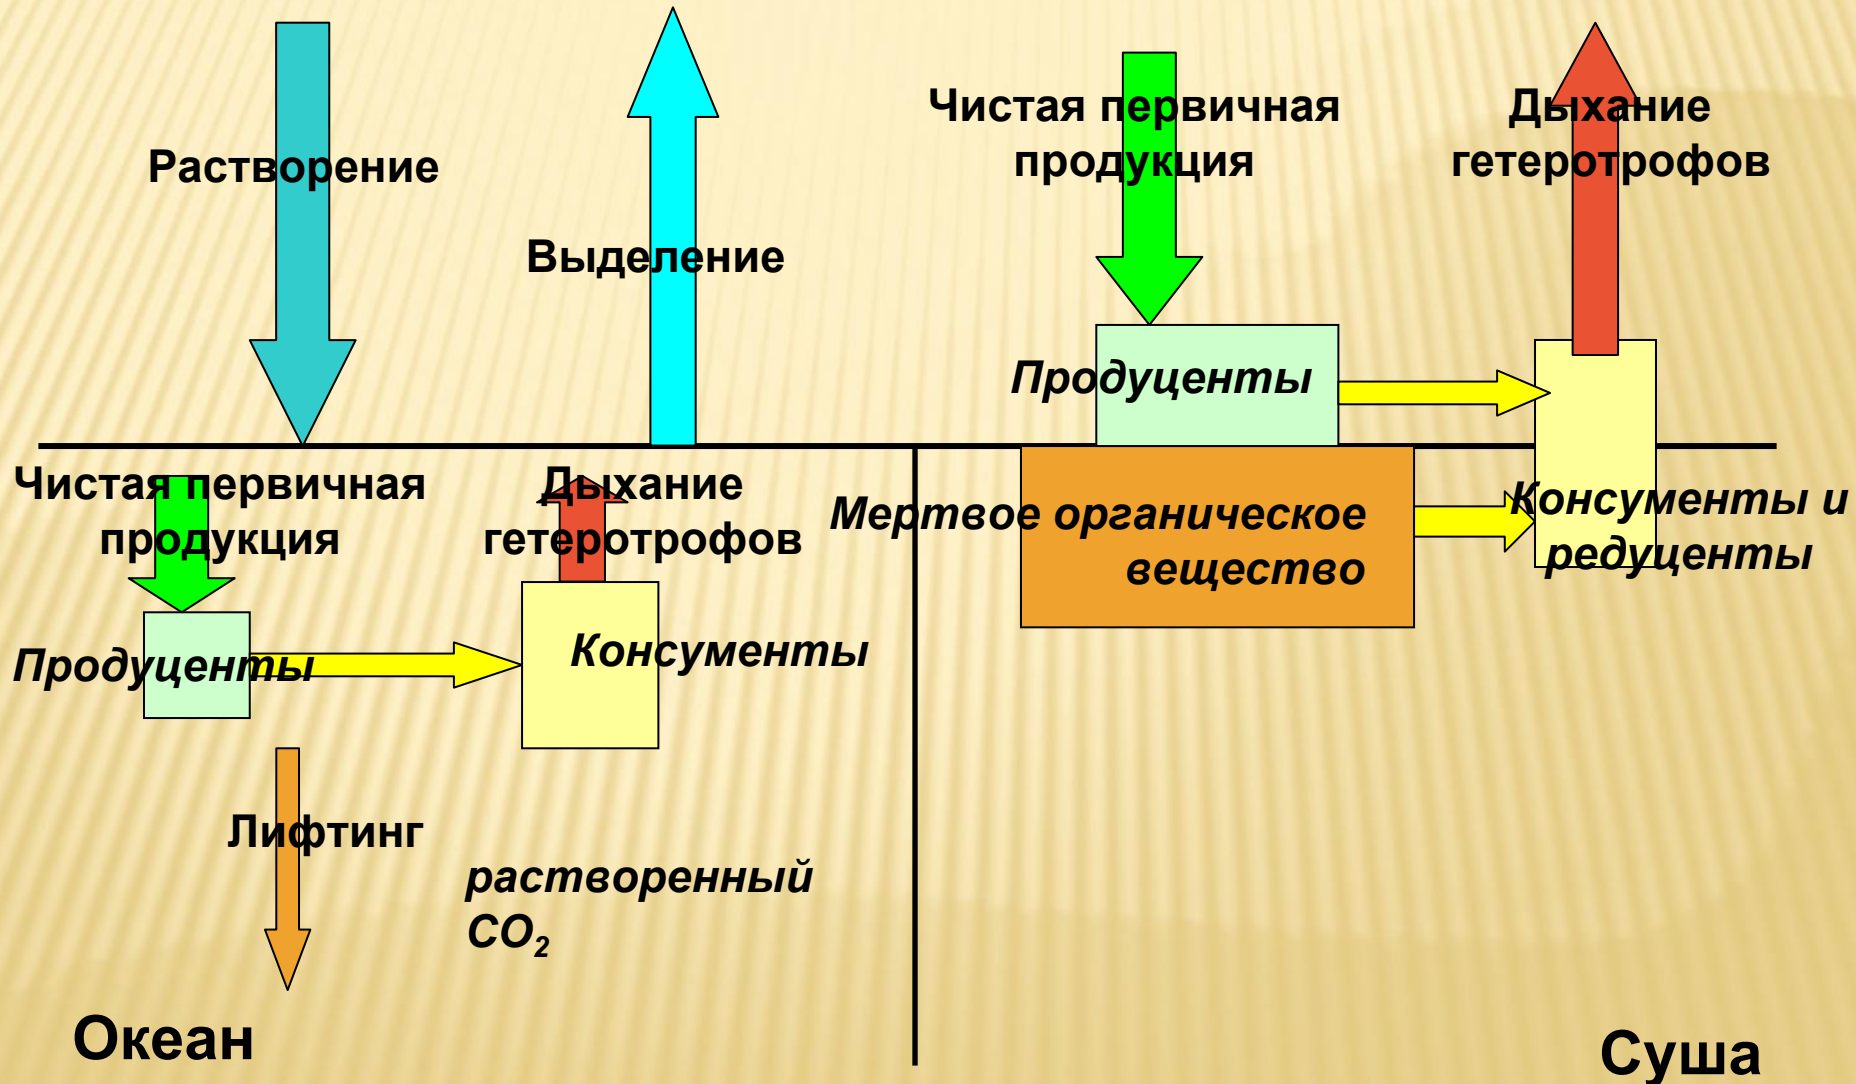 Растворение
Выделение
Чистая первичная
продукция
Дыхание
гетеротрофов
Продуценты
Чистая первичная
продукция
Дыхание
гетеротрофов
Мертвое органическое
вещество
Консументы и
редуценты
Продуценты
Консументы
Лифтинг
растворенный
CO₂
Океан
Суша